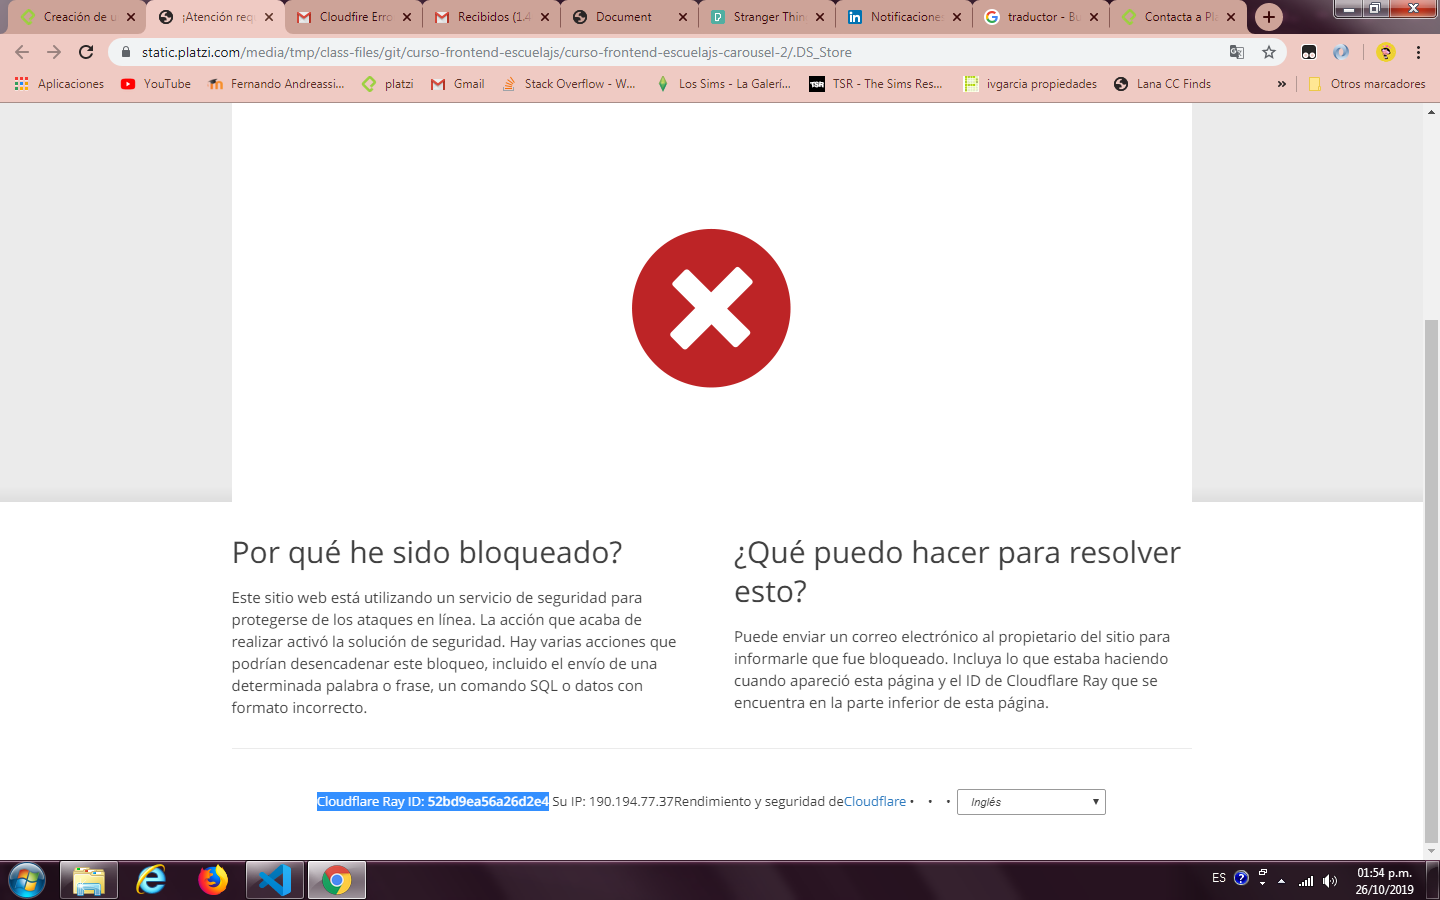 Creación de u
¡Atención req
Cloudfire Erro
Recibidos (1.4
Document
Stranger Thin
Notificaciones
traductor - Bu
Contacta a Pla
static.platzi.com/media/tmp/class-files/git/curso-frontend-escuelajs/curso-frontend-escuelajs-carousel-2/.DS_Store
Aplicaciones
YouTube
Fernando Andreassi...
platzi
Gmail
Stack Overflow - W...
Los Sims - La Galerí...
TSR
TSR - The Sims Res...
ivgarcia propiedades
Lana CC Finds
»
Otros marcadores
Por qué he sido bloqueado?
Este sitio web está utilizando un servicio de seguridad para
protegerse de los ataques en línea. La acción que acaba de
realizar activó la solución de seguridad. Hay varias acciones que
podrían desencadenar este bloqueo, incluido el envío de una
determinada palabra o frase, un comando SQL o datos con
formato incorrecto.
¿Qué puedo hacer para resolver
esto?
Puede enviar un correo electrónico al propietario del sitio para
informarle que fue bloqueado. Incluya lo que estaba haciendo
cuando apareció esta página y el ID de Cloudflare Ray que se
encuentra en la parte inferior de esta página.
Cloudflare Ray ID: 52bd9ea56a26d2e4 Su IP: 190.194.77.37Rendimiento y seguridad deCloudflare • • • Inglés
ES
01:54 p.m.
26/10/2019